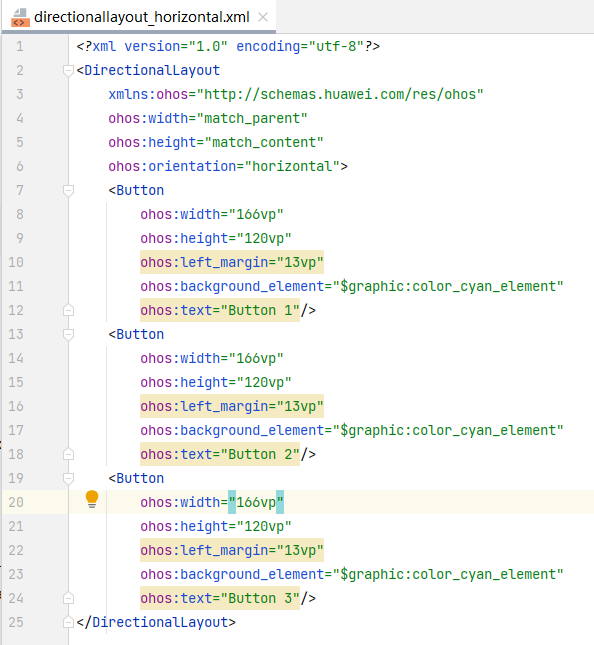 directionallayout_horizontal.xml
1 <?xml version="1.0" encoding="utf-8"?>
2 <DirectionalLayout
3 xmlns:ohos="http://schemas.huawei.com/res/ohos"
4 ohos:width="match_parent"
5 ohos:height="match_content"
6 ohos:orientation="horizontal">
7 <Button
8 ohos:width="166vp"
9 ohos:height="120vp"
10 ohos:left_margin="13vp"
11 ohos:background_element="$graphic:color_cyan_element"
12 ohos:text="Button 1"/>
13 <Button
14 ohos:width="166vp"
15 ohos:height="120vp"
16 ohos:left_margin="13vp"
17 ohos:background_element="$graphic:color_cyan_element"
18 ohos:text="Button 2"/>
19 <Button
20 ohos:width="166vp"
21 ohos:height="120vp"
22 ohos:left_margin="13vp"
23 ohos:background_element="$graphic:color_cyan_element"
24 ohos:text="Button 3"/>
25 </DirectionalLayout>